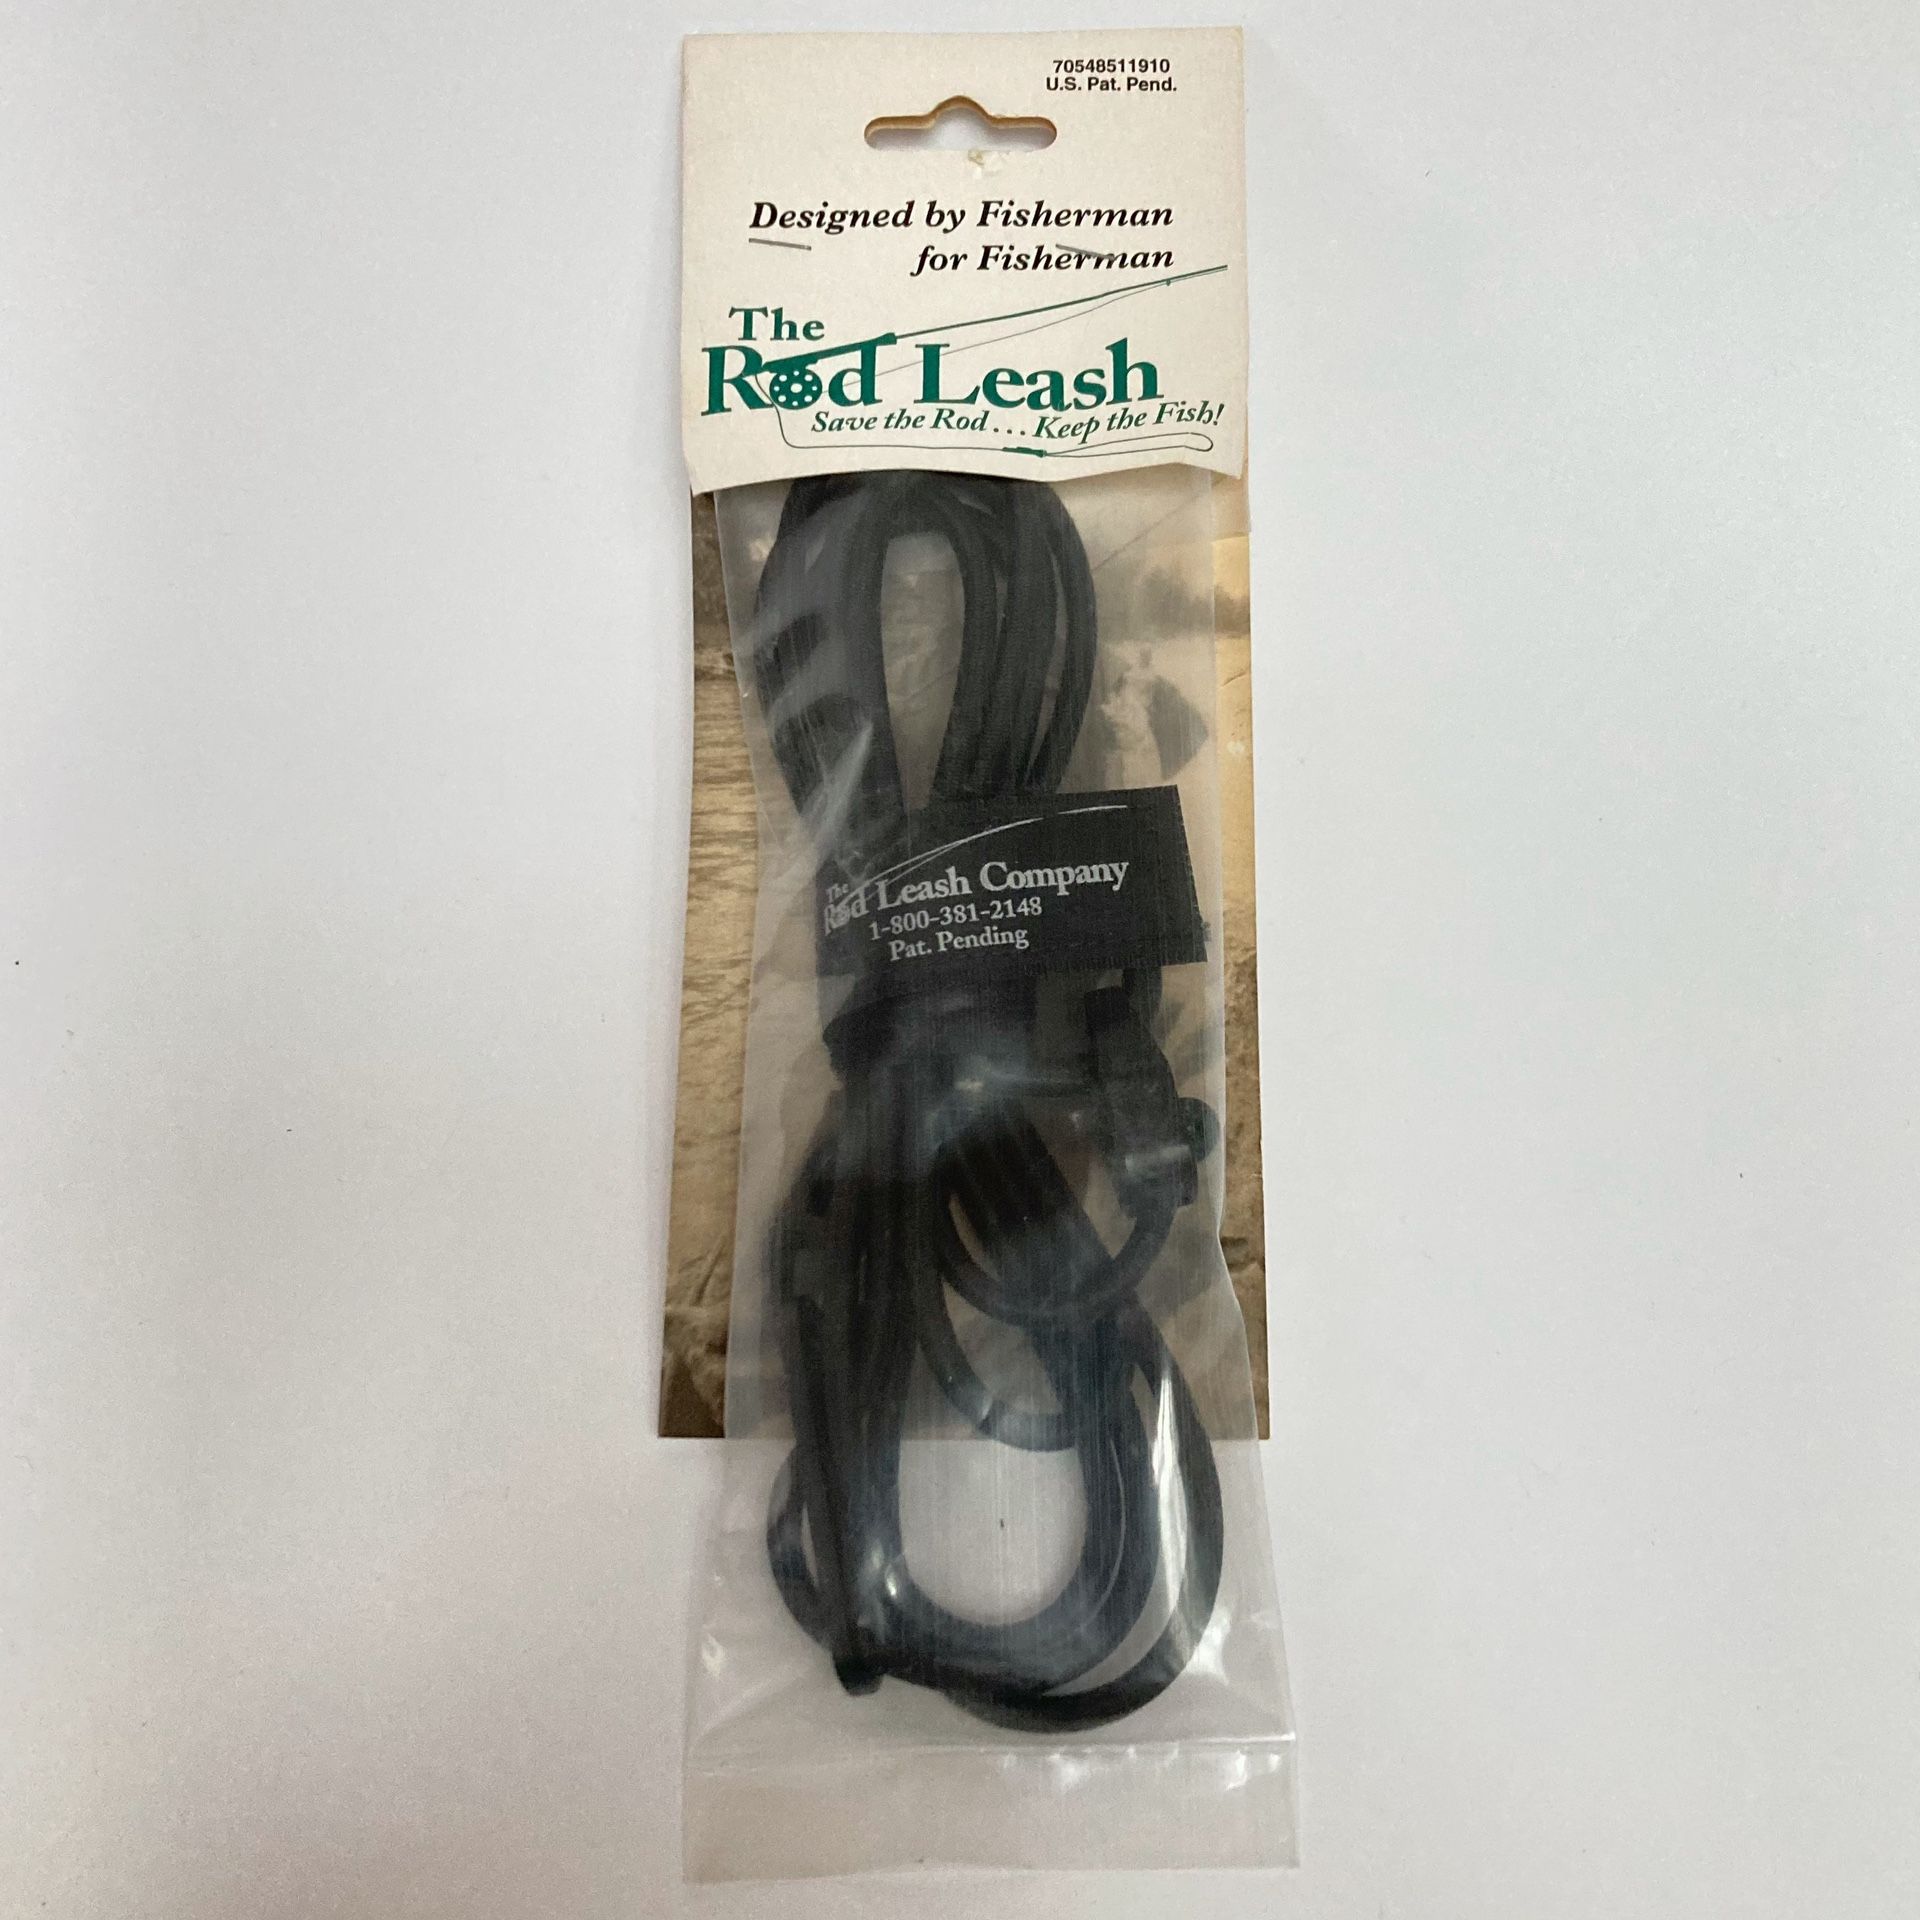 70548511910
U.S. Pat. Pend.
Designed by Fisherman
for Fisherman
The
Rod Leash
Save the Rod... Keep the Fish!
The
Rod Leash Company
1-800-381-2148
Pat. Pending